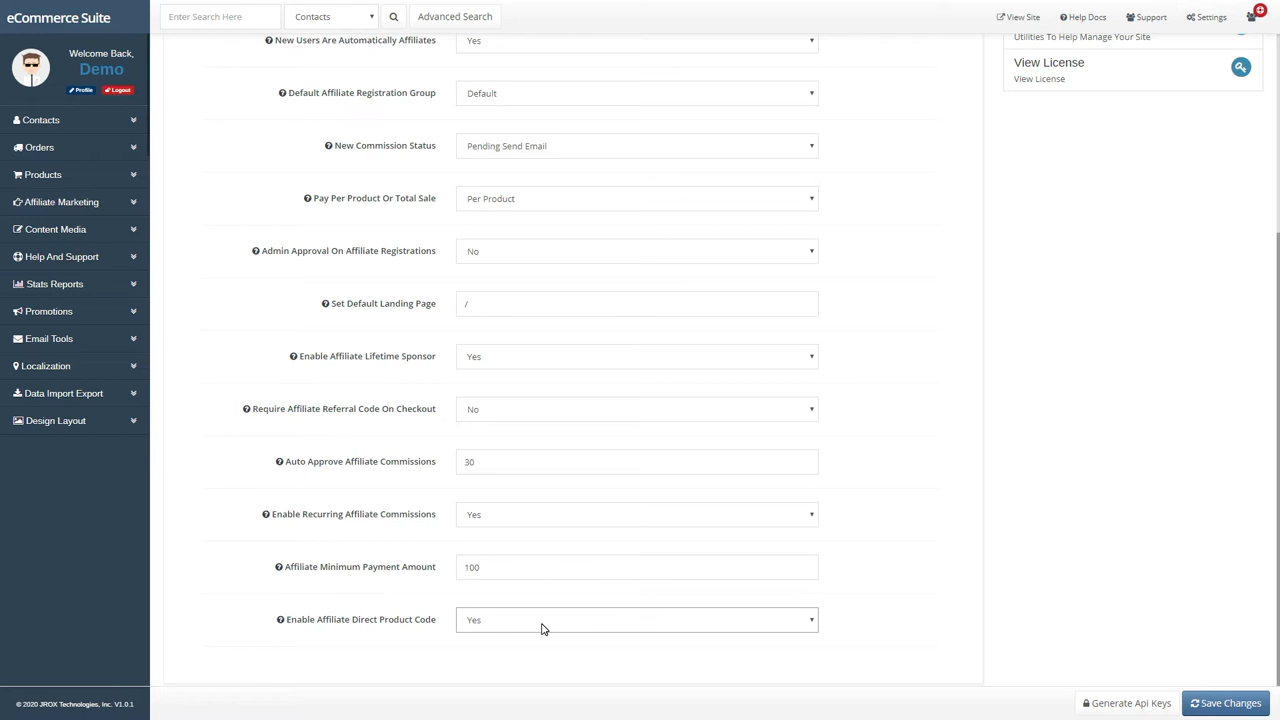 eCommerce Suite
Enter Search Here
Contacts
Advanced Search
View Site
Help Docs
Support
Settings
Welcome Back,
Demo
Profile
Logout
Contacts
Orders
Products
Affiliate Marketing
Content Media
Help And Support
Stats Reports
Promotions
Email Tools
Localization
Data Import Export
Design Layout
© 2020 JROX Technologies, Inc. V1.0.1
New Users Are Automatically Affiliates
Yes
Default Affiliate Registration Group
Default
New Commission Status
Pending Send Email
Pay Per Product Or Total Sale
Per Product
Admin Approval On Affiliate Registrations
No
Set Default Landing Page
/
Enable Affiliate Lifetime Sponsor
Yes
Require Affiliate Referral Code On Checkout
No
Auto Approve Affiliate Commissions
30
Enable Recurring Affiliate Commissions
Yes
Affiliate Minimum Payment Amount
100
Enable Affiliate Direct Product Code
Yes
Utilities To Help Manage Your Site
View License
View License
Generate Api Keys
Save Changes